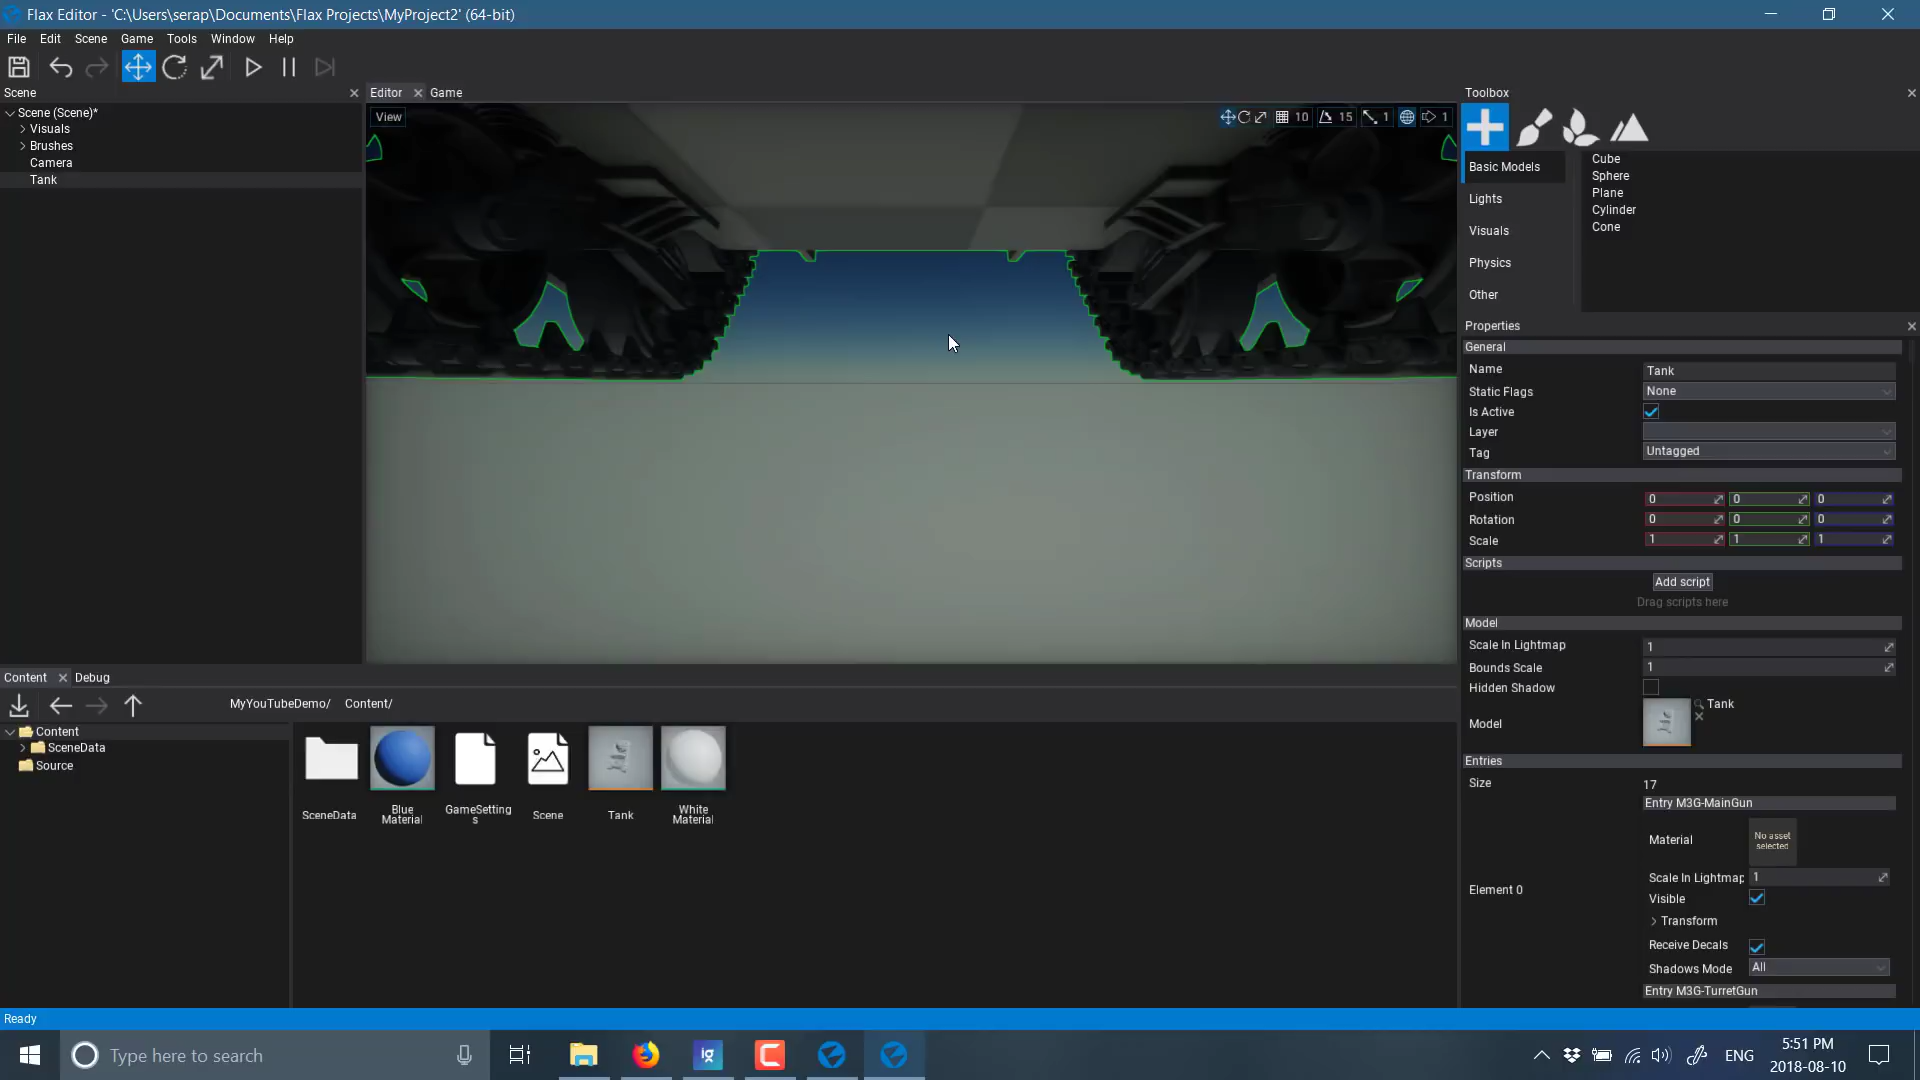 Flax Editor - 'C:\Users\serap\Documents\Flax Projects\MyProject2' (64-bit)
File Edit Scene Game Tools Window Help
Scene
Editor
Game
Toolbox
Scene (Scene)*
Visuals
Brushes
Camera
Tank
View
10
15
1
1
Basic Models
Lights
Visuals
Physics
Other
Cube
Sphere
Plane
Cylinder
Cone
Properties
General
Name Tank
Static Flags None
Is Active
Layer
Tag Untagged
Transform
Position 0 0 0
Rotation 0 0 0
Scale 1 1 1
Scripts
Add script
Drag scripts here
Model
Scale In Lightmap 1
Bounds Scale 1
Hidden Shadow
Model Tank
Entries
Size 17
Entry M3G-MainGun
Material No asset
selected
Scale In Lightmap 1
Element 0
Visible
Transform
Receive Decals
Shadows Mode All
Entry M3G-TurretGun
Content Debug
MyYouTubeDemo/ Content/
Content
SceneData
Source
SceneData
Blue
Material
GameSetting
s
Scene
Tank
White
Material
Ready
Type here to search
ig
ENG
5:51 PM
2018-08-10